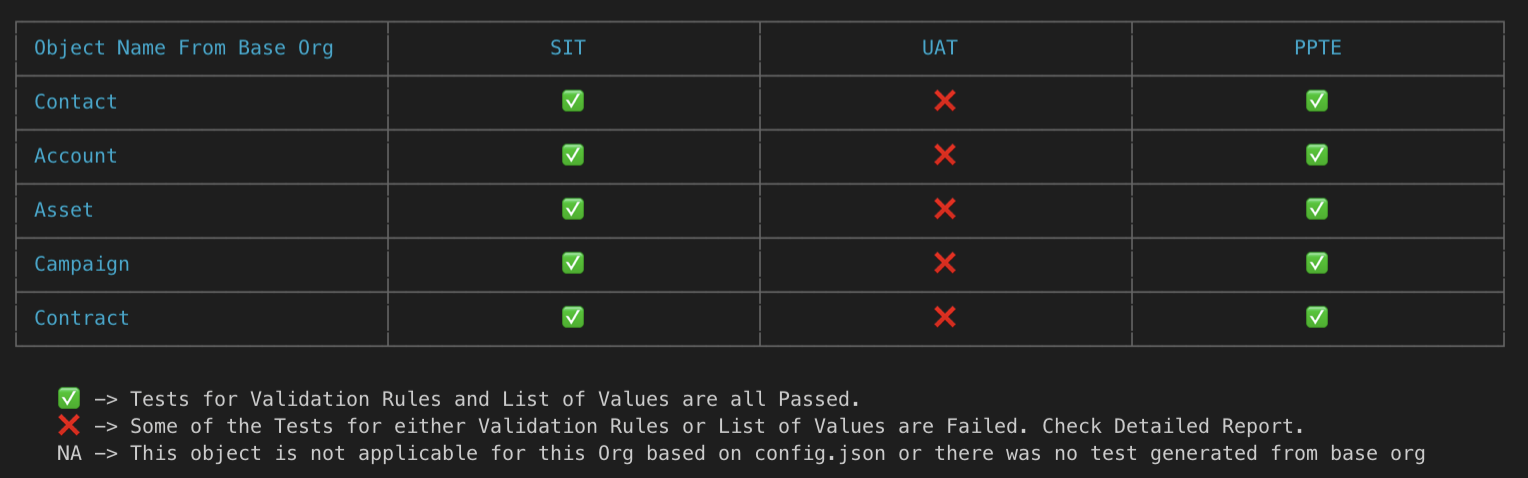 Object Name From Base Org SIT UAT PPTE
Contact ✅ ❌ ✅
Account ✅ ❌ ✅
Asset ✅ ❌ ✅
Campaign ✅ ❌ ✅
Contract ✅ ❌ ✅
✅ –> Tests for Validation Rules and List of Values are all Passed.
❌ –> Some of the Tests for either Validation Rules or List of Values are Failed. Check Detailed Report.
NA –> This object is not applicable for this Org based on config.json or there was no test generated from base org